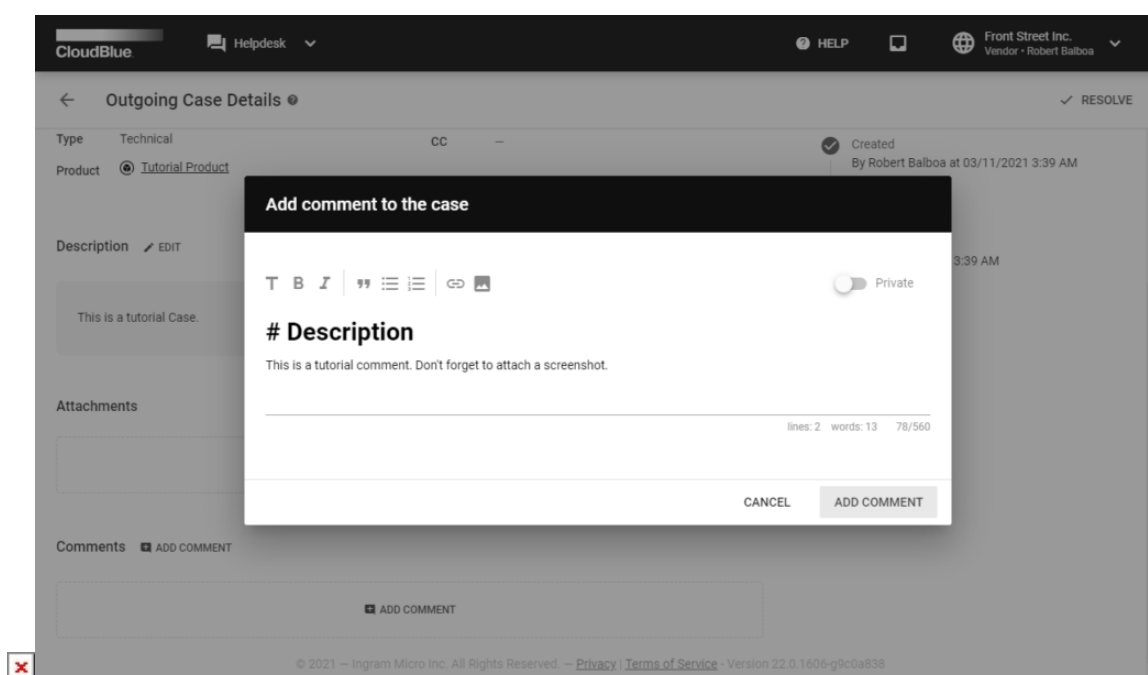 CloudBlue
Helpdesk
HELP
Front Street Inc.
Vendor • Robert Balboa
Outgoing Case Details
RESOLVE
Type Technical
CC –
Created
By Robert Balboa at 03/11/2021 3:39 AM
Product Tutorial Product
Add comment to the case
Description EDIT
3:39 AM
T B I
Private
This is a tutorial Case.
# Description
This is a tutorial comment. Don't forget to attach a screenshot.
Attachments
lines: 2 words: 13 78/560
CANCEL ADD COMMENT
Comments ADD COMMENT
ADD COMMENT
© 2021 – Ingram Micro Inc. All Rights Reserved. – Privacy | Terms of Service - Version 22.0.1606-g9c0a838